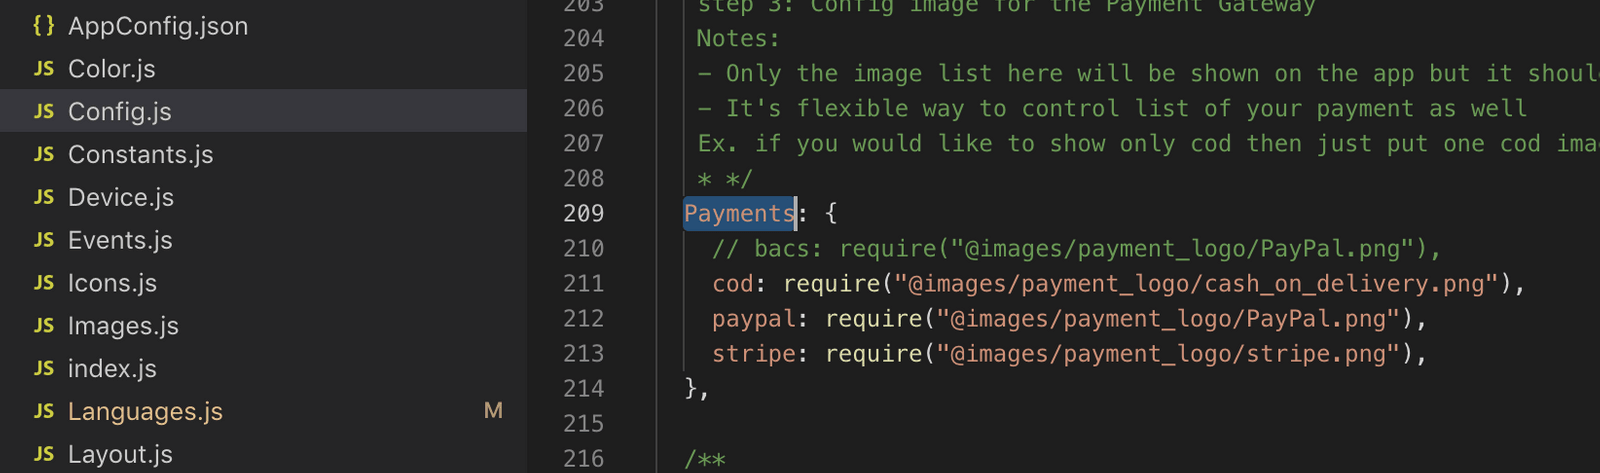 {} AppConfig.json
JS Color.js
JS Config.js
JS Constants.js
JS Device.js
JS Events.js
JS Icons.js
JS Images.js
JS index.js
JS Languages.js M
JS Layout.js
203 step 3: Config image for the Payment Gateway
204 Notes:
205 - Only the image list here will be shown on the app but it
206 - It's flexible way to control list of your payment as well
207 Ex. if you would like to show only cod then just put one cod
208 * */
209 Payments: {
210 // bacs: require("@images/payment_logo/PayPal.png"),
211 cod: require("@images/payment_logo/cash_on_delivery.png"),
212 paypal: require("@images/payment_logo/PayPal.png"),
213 stripe: require("@images/payment_logo/stripe.png"),
214 },
215
216 /**